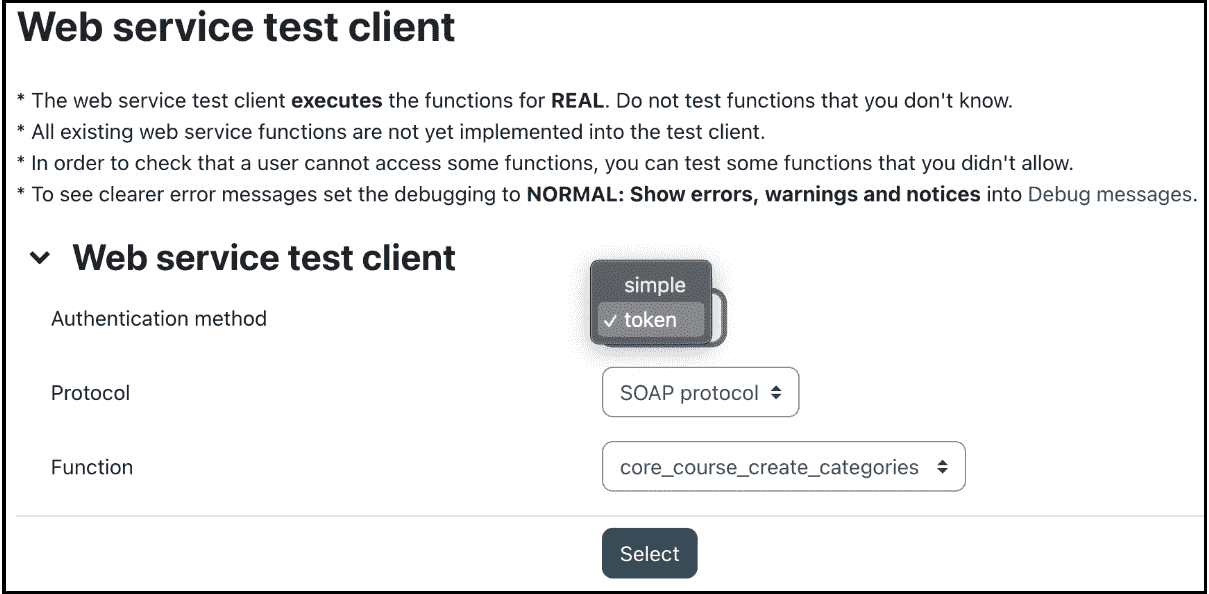 Web service test client
* The web service test client executes the functions for REAL. Do not test functions that you don't know.
* All existing web service functions are not yet implemented into the test client.
* In order to check that a user cannot access some functions, you can test some functions that you didn't allow.
* To see clearer error messages set the debugging to NORMAL: Show errors, warnings and notices into Debug messages.
Web service test client
simple
Authentication method
✓ token
Protocol
SOAP protocol
Function
core_course_create_categories
Select